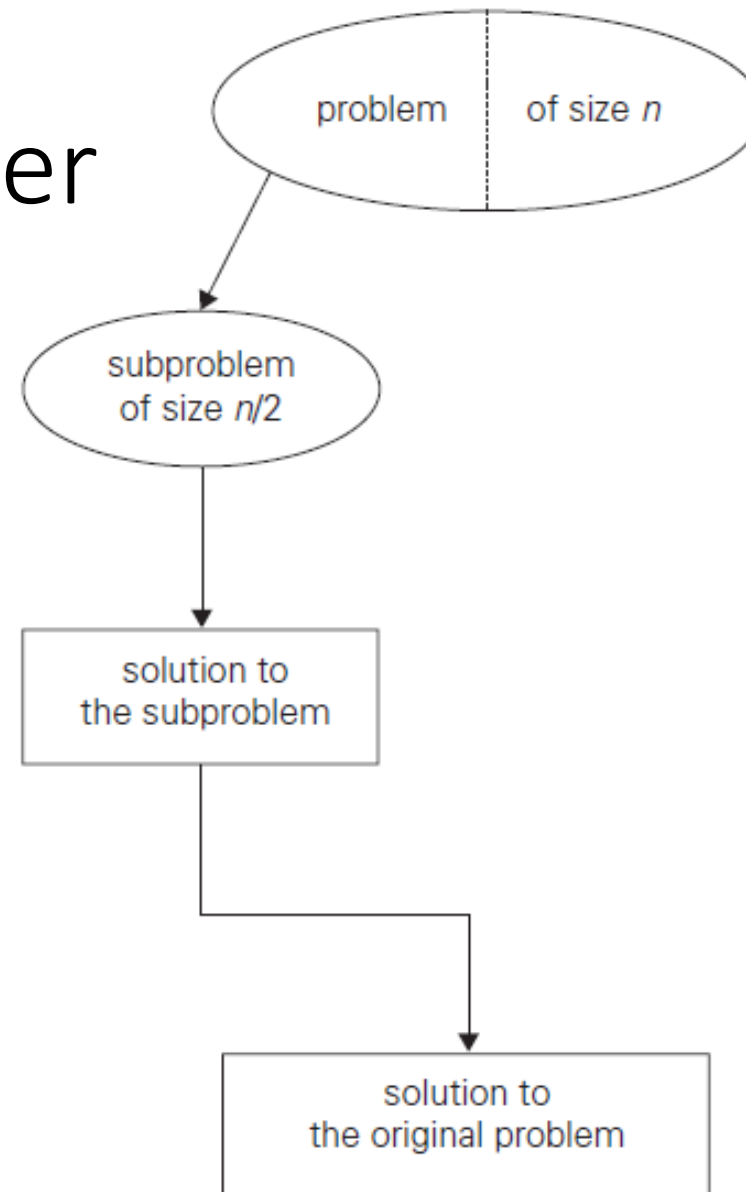 er
problem of size n
subproblem
of size n/2
solution to
the subproblem
solution to
the original problem